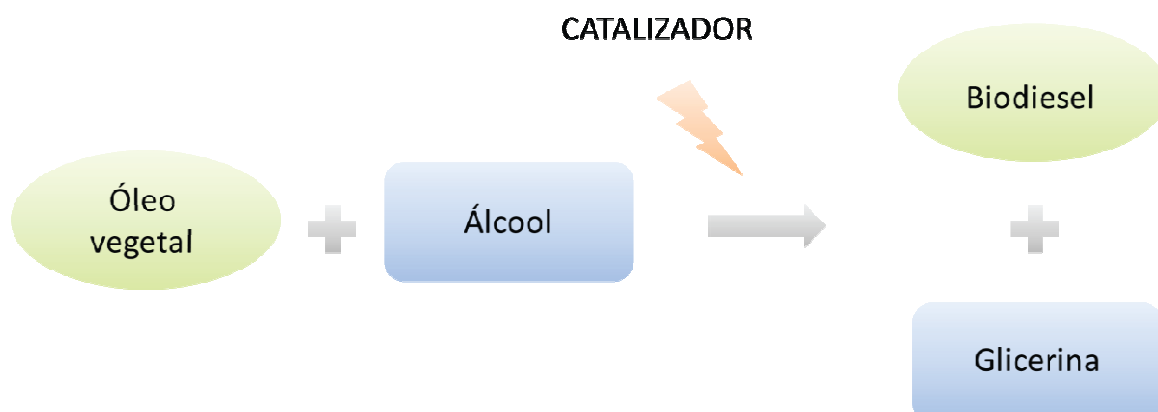 CATALIZADOR
Biodiesel
Óleo
vegetal
Álcool
Glicerina